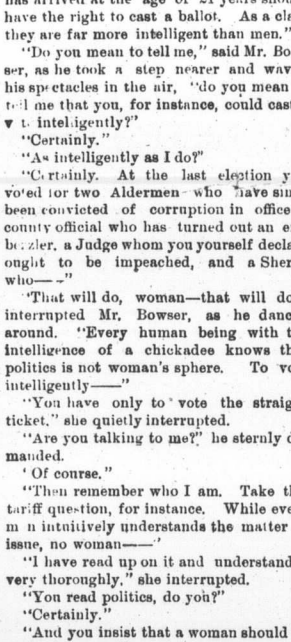 has arrived at the age of 21 years shou
have the right to cast a ballot. As a cla
they are far more intelligent than men."
"Do you mean to tell me," said Mr. Bo
ser, as he took a step nearer and wav
his spectacles in the air, "do you mean
tell me that you, for instance, could cas
v t intelligently?"
"Certainly."
"As intelligently as I do?"
"Certainly. At the last election y
voted for two Aldermen who have sin
been convicted of corruption in office
county official who has turned out an e
bezzler, a Judge whom you yourself decla
ought to be impeached, and a Sher
who——"
"That will do, woman—that will do
interrupted Mr. Bowser, as he danc
around. "Every human being with t
intelligence of a chickadee knows th
politics is not woman's sphere. To vo
intelligently——"
"You have only to vote the straig
ticket," she quietly interrupted.
"Are you talking to me?" he sternly d
manded.
'Of course."
"Then remember who I am. Take t
tariff question, for instance. While eve
m n intuitively understands the matter
issue, no woman——"
"I have read up on it and understand
very thoroughly," she interrupted.
"You read politics, do you?"
"Certainly."
"And you insist that a woman should